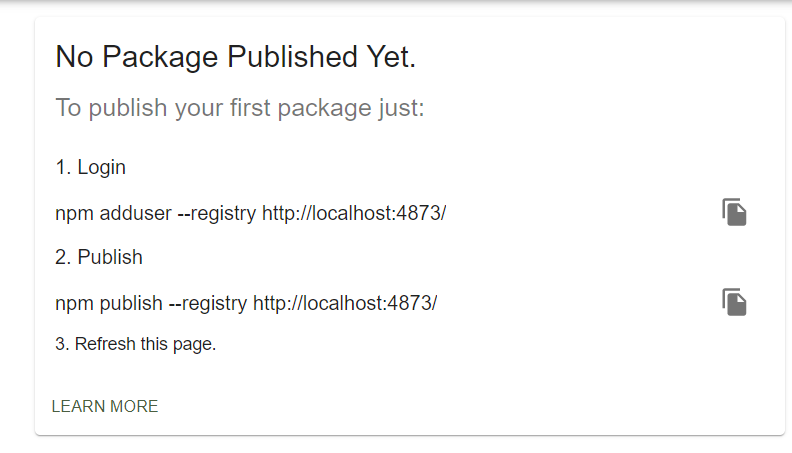 No Package Published Yet.
To publish your first package just:
1. Login
npm adduser --registry http://localhost:4873/
2. Publish
npm publish --registry http://localhost:4873/
3. Refresh this page.
LEARN MORE